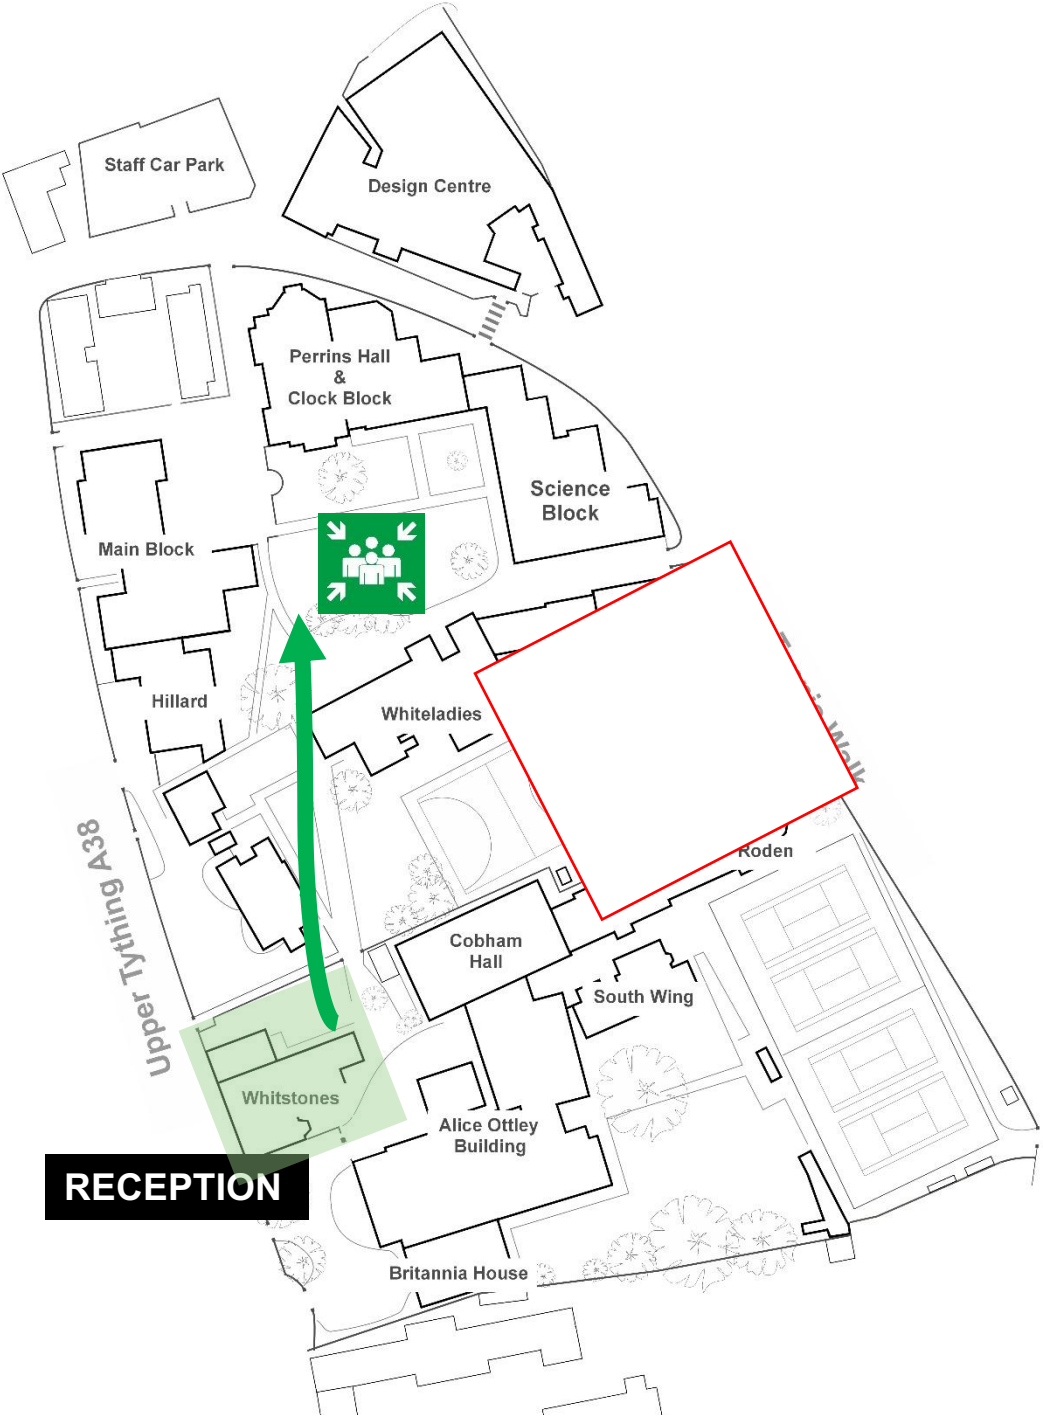 Staff Car Park
Design Centre
Perrins Hall
&
Clock Block
Science
Block
Main Block
Hillard
Whiteladies
Walk
Roden
Upper Tything A38
Cobham
Hall
South Wing
Whitstones
Alice Ottley
Building
RECEPTION
Britannia House